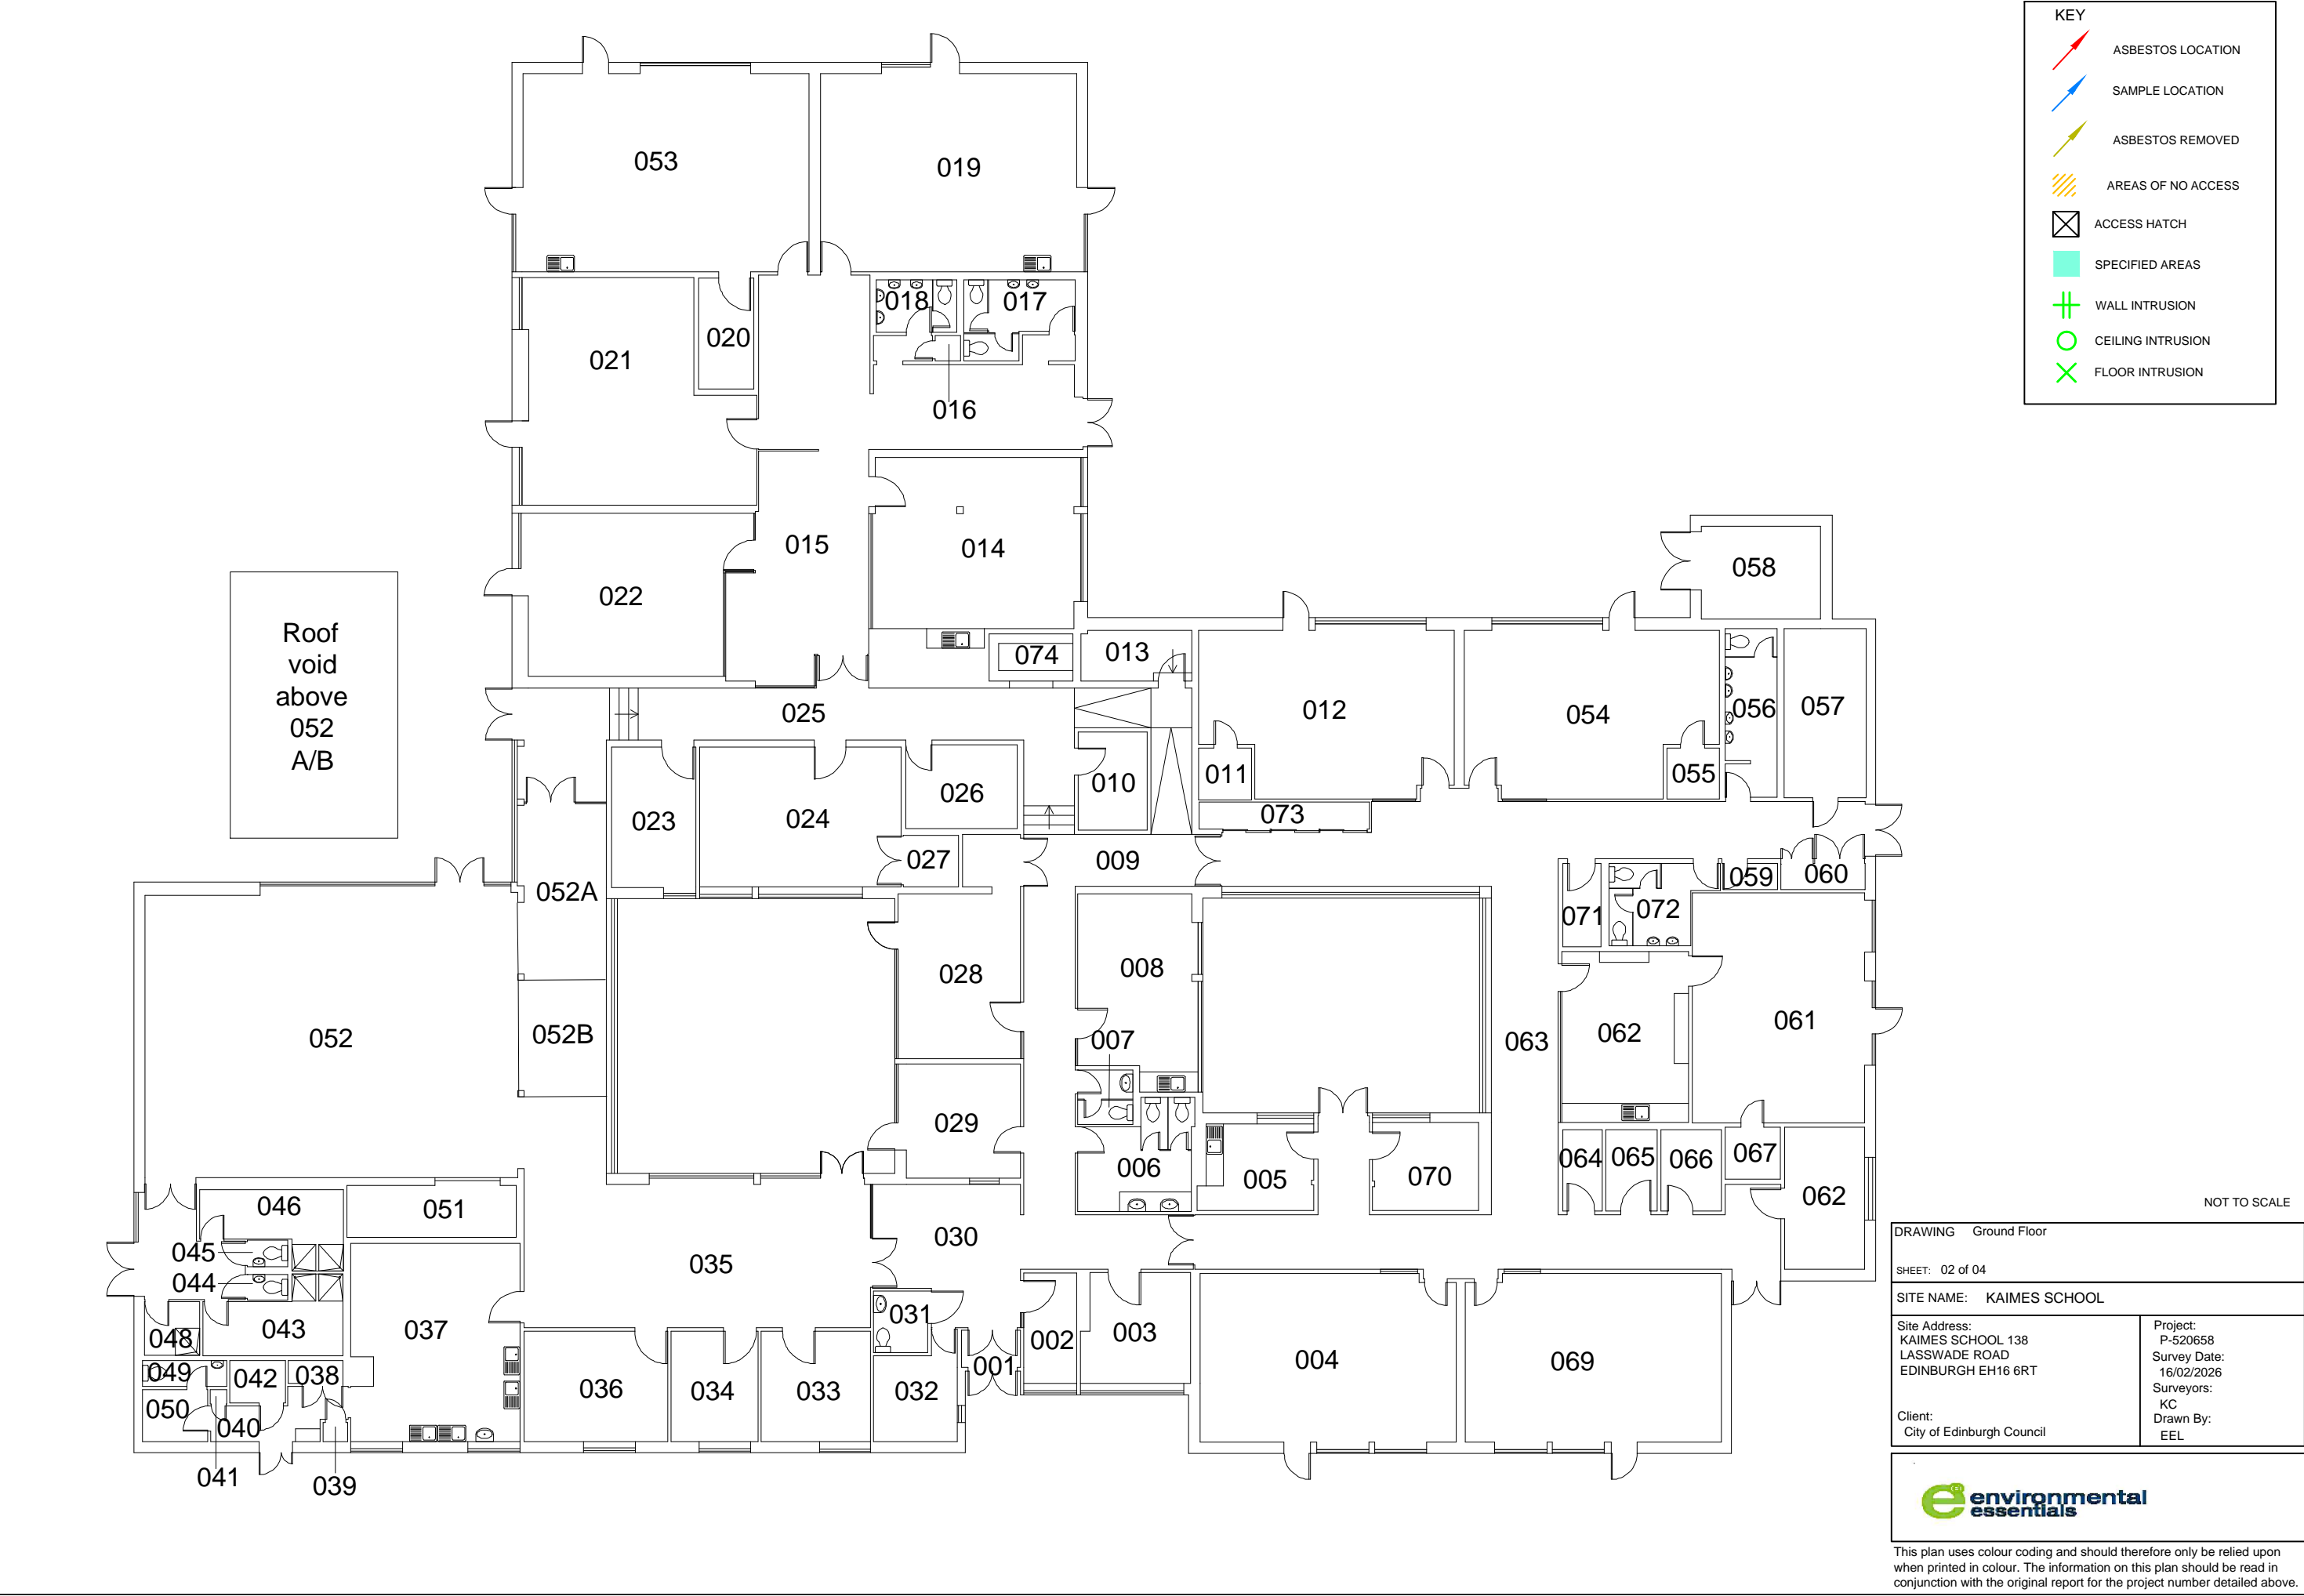 KEY
ASBESTOS LOCATION
SAMPLE LOCATION
ASBESTOS REMOVED
AREAS OF NO ACCESS
ACCESS HATCH
SPECIFIED AREAS
WALL INTRUSION
CEILING INTRUSION
FLOOR INTRUSION
053
019
018
017
020
021
016
015
014
022
058
Roof
void
above
052
A/B
074
013
025
012
054
056
057
011
055
010
026
023
024
073
027
009
052A
059
060
071
072
028
008
052
052B
007
063
062
061
029
006
005
070
064
065
066
067
062
046
051
045
044
030
035
048
043
037
031
002
003
001
004
069
049
042
038
036
034
033
032
050
040
041
039
NOT TO SCALE
DRAWING Ground Floor
SHEET: 02 of 04
SITE NAME: KAIMES SCHOOL
Site Address:
KAIMES SCHOOL 138
LASSWADE ROAD
EDINBURGH EH16 6RT
Client:
City of Edinburgh Council
Project:
P-520658
Survey Date:
16/02/2026
Surveyors:
KC
Drawn By:
EEL
environmental
essentials
This plan uses colour coding and should therefore only be relied upon
when printed in colour. The information on this plan should be read in
conjunction with the original report for the project number detailed above.